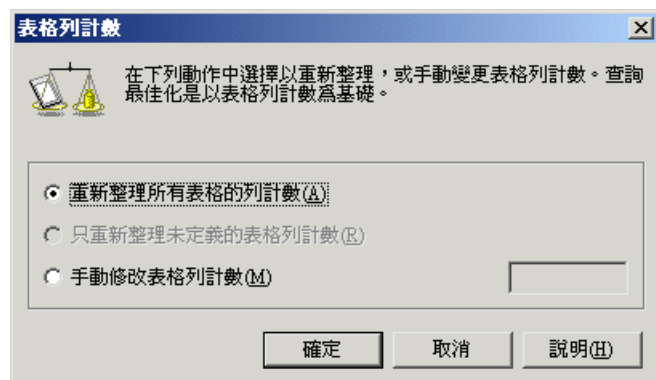 表格列計數
在下列動作中選擇以重新整理，或手動變更表格列計數。查詢
最佳化是以表格列計數爲基礎。
重新整理所有表格的列計數(A)
只重新整理未定義的表格列計數(R)
手動修改表格列計數(M)
確定 取消 說明(H)